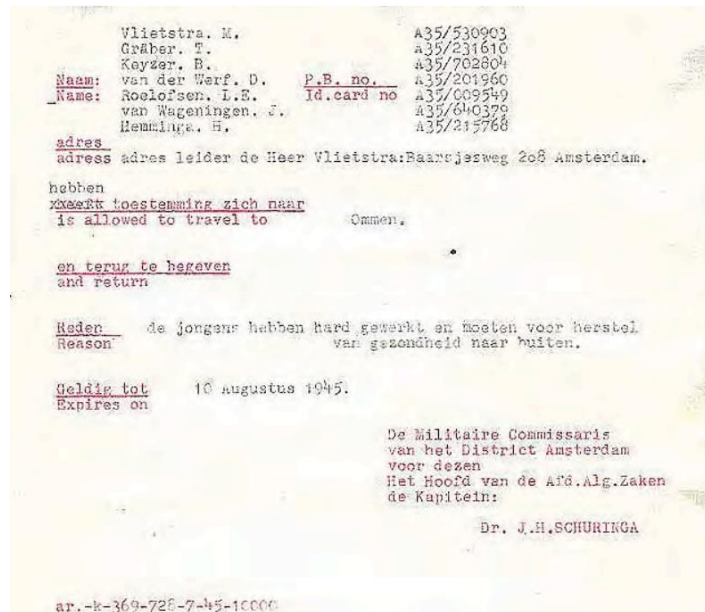 Vlietstra. M. A35/530903
Gräber. T. A35/231610
Keyzer. B. A35/702804
Naam: van der Werf. D. P.B. no. A35/201960
Name: Roelofsen. L.E. Id.card no A35/009549
van Wageningen. J. A35/640379
Hemminga. H. A35/215768
adres
adress adres leider de Heer Vlietstra:Baarsjesweg 208 Amsterdam.
hebben
toestemming zich naar
is allowed to travel to Ommen.
en terug te begeven
and return
Reden de jongens hebben hard gewerkt en moeten voor herstel
Reason van gezondheid naar buiten.
Geldig tot 10 Augustus 1945.
Expires on
De Militaire Commissaris
van het District Amsterdam
voor dezen
Het Hoofd van de Afd.Alg.Zaken
de Kapitein:
Dr. J.H.SCHURINGA
ar.-k-369-728-7-45-10000